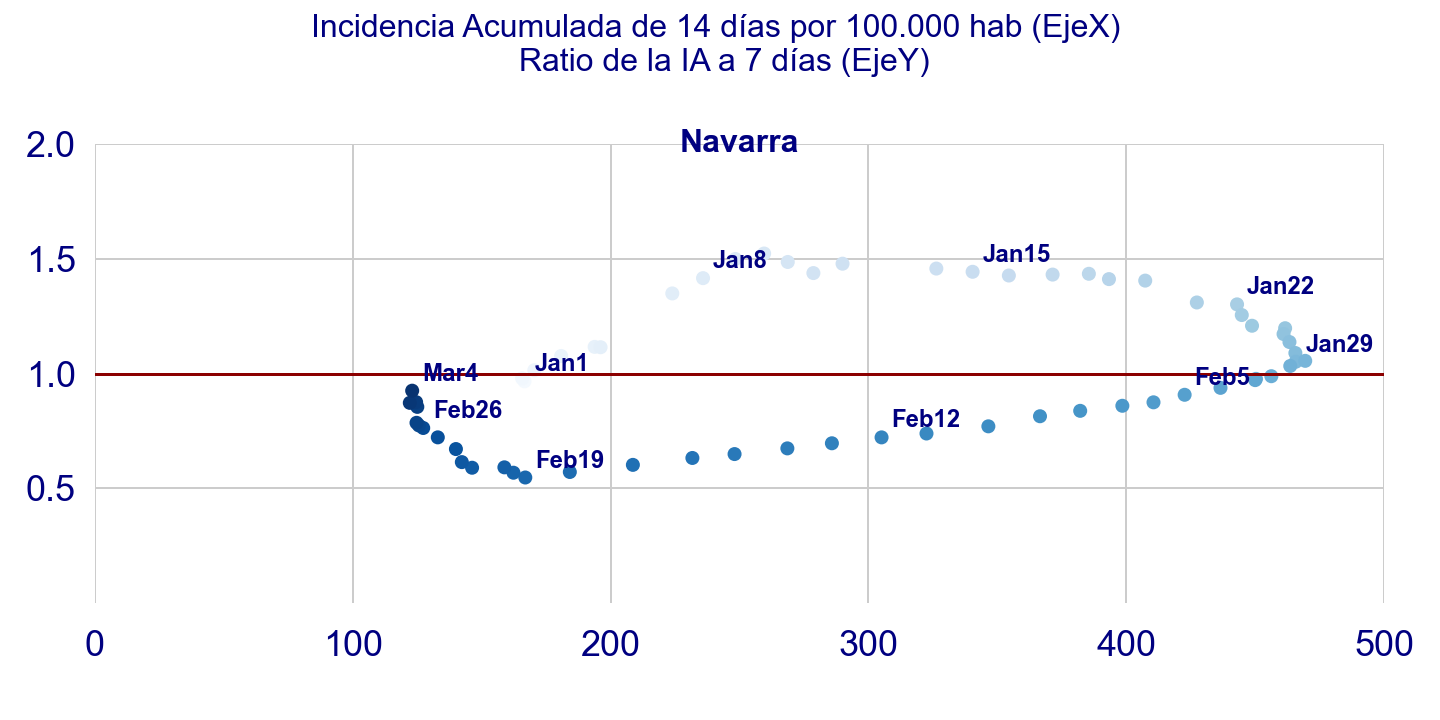 Incidencia Acumulada de 14 días por 100.000 hab (EjeX)
Ratio de la IA a 7 días (EjeY)
Navarra
2.0
1.5
1.0
0.5
Jan8
Jan15
Jan22
Jan29
Jan1
Mar4
Feb5
Feb26
Feb12
Feb19
0
100
200
300
400
500